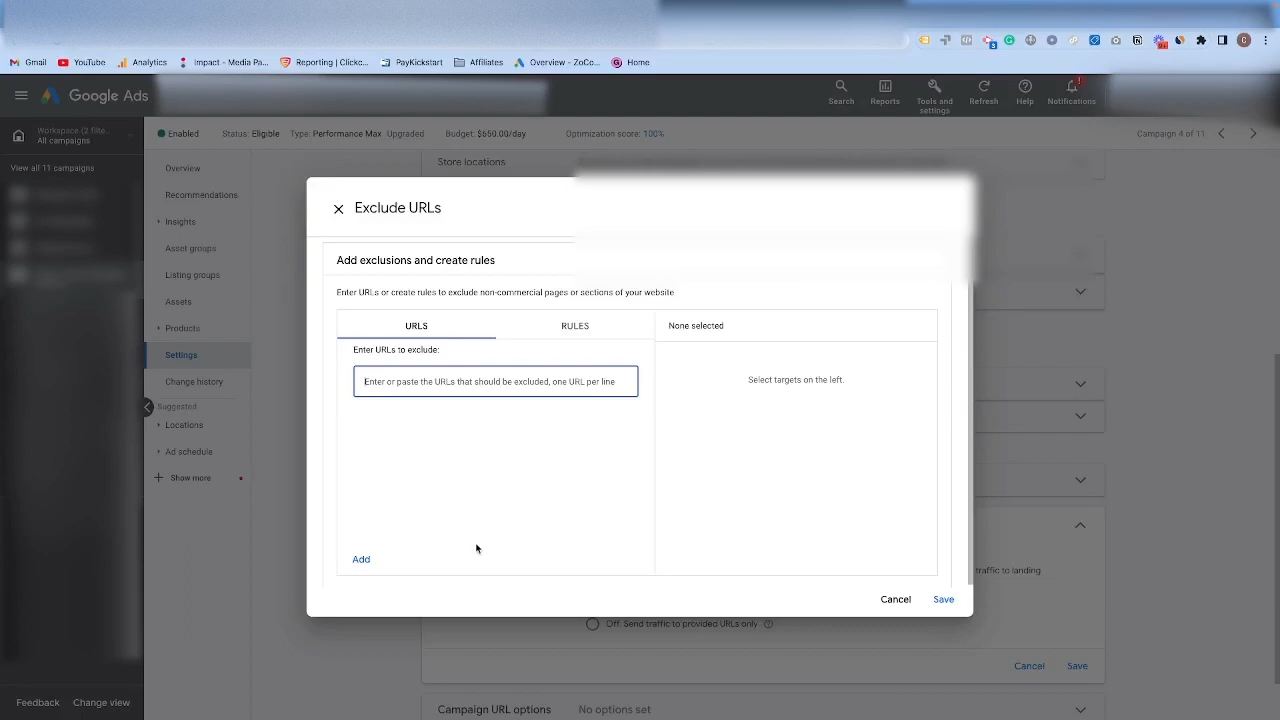 Gmail YouTube Analytics Impact - Media Pa... Reporting | Clickc... PayKickstart Affiliates Overview - ZoCo... Home
Google Ads
Search Reports Tools and settings Refresh Help Notifications
Workspace (2 filte...
All campaigns
Enabled Status: Eligible Type: Performance Max Upgraded Budget: $550.00/day Optimization score: 100% Campaign 4 of 11
View all 11 campaigns
Overview
Recommendations
Insights
Asset groups
Listing groups
Assets
Products
Settings
Change history
Suggested
Locations
Ad schedule
Show more
Store locations
Exclude URLs
Add exclusions and create rules
Enter URLs or create rules to exclude non-commercial pages or sections of your website
URLS RULES None selected
Enter URLs to exclude:
Enter or paste the URLs that should be excluded, one URL per line
Select targets on the left.
Add
Cancel Save
traffic to landing
Off: Send traffic to provided URLs only
Cancel Save
Campaign URL options No options set
Feedback Change view